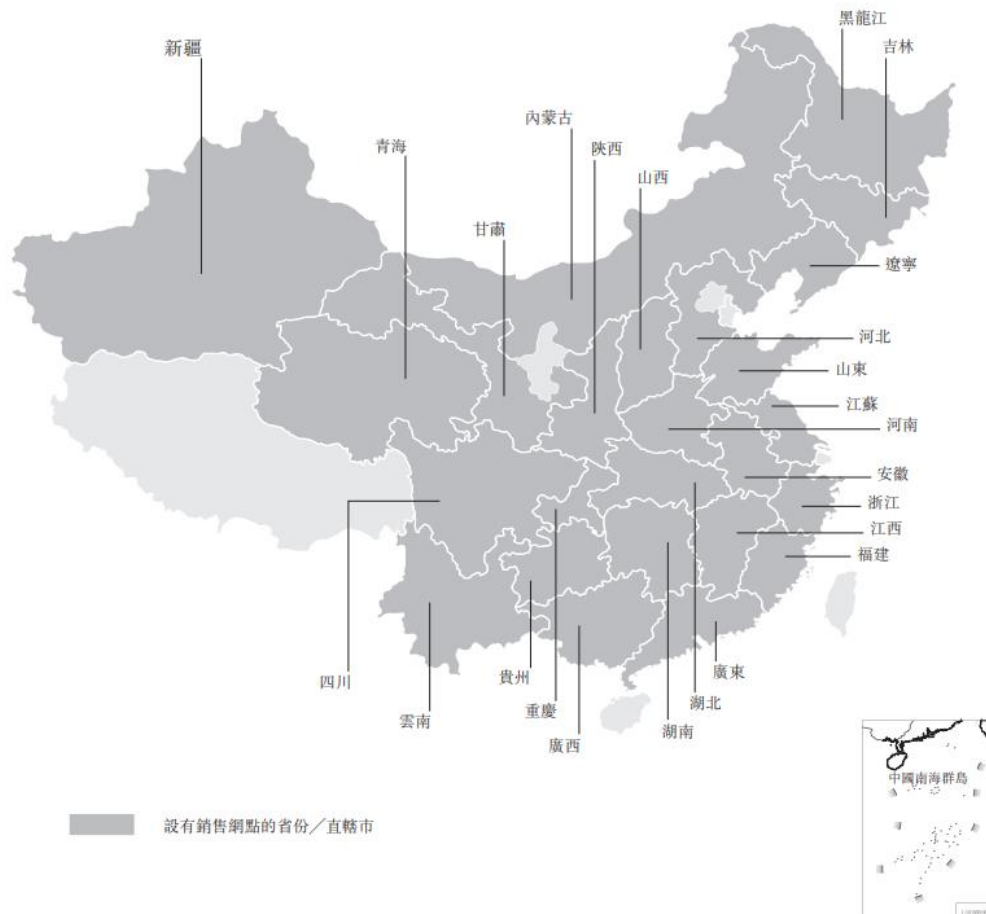 黑龍江
吉林
新疆
內蒙古
陝西
青海
山西
甘肅
遼寧
河北
山東
江蘇
河南
安徽
浙江
江西
福建
四川
貴州
廣東
湖北
雲南
重慶
湖南
廣西
中國南海群島
設有銷售網點的省份／直轄市